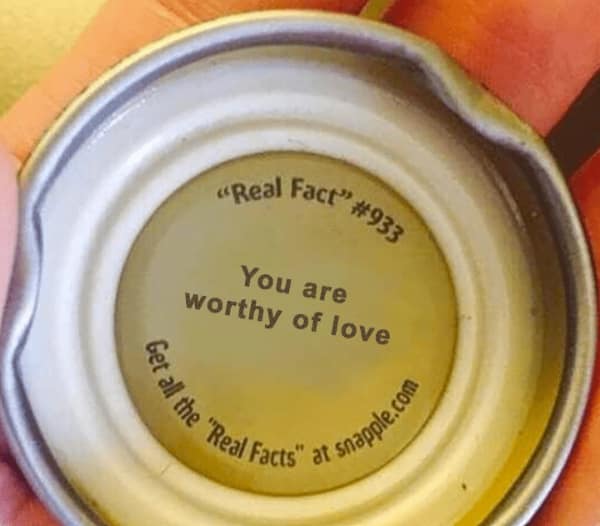 “Real Fact” #933
You are
worthy of love
Get all the "Real Facts" at snapple.com